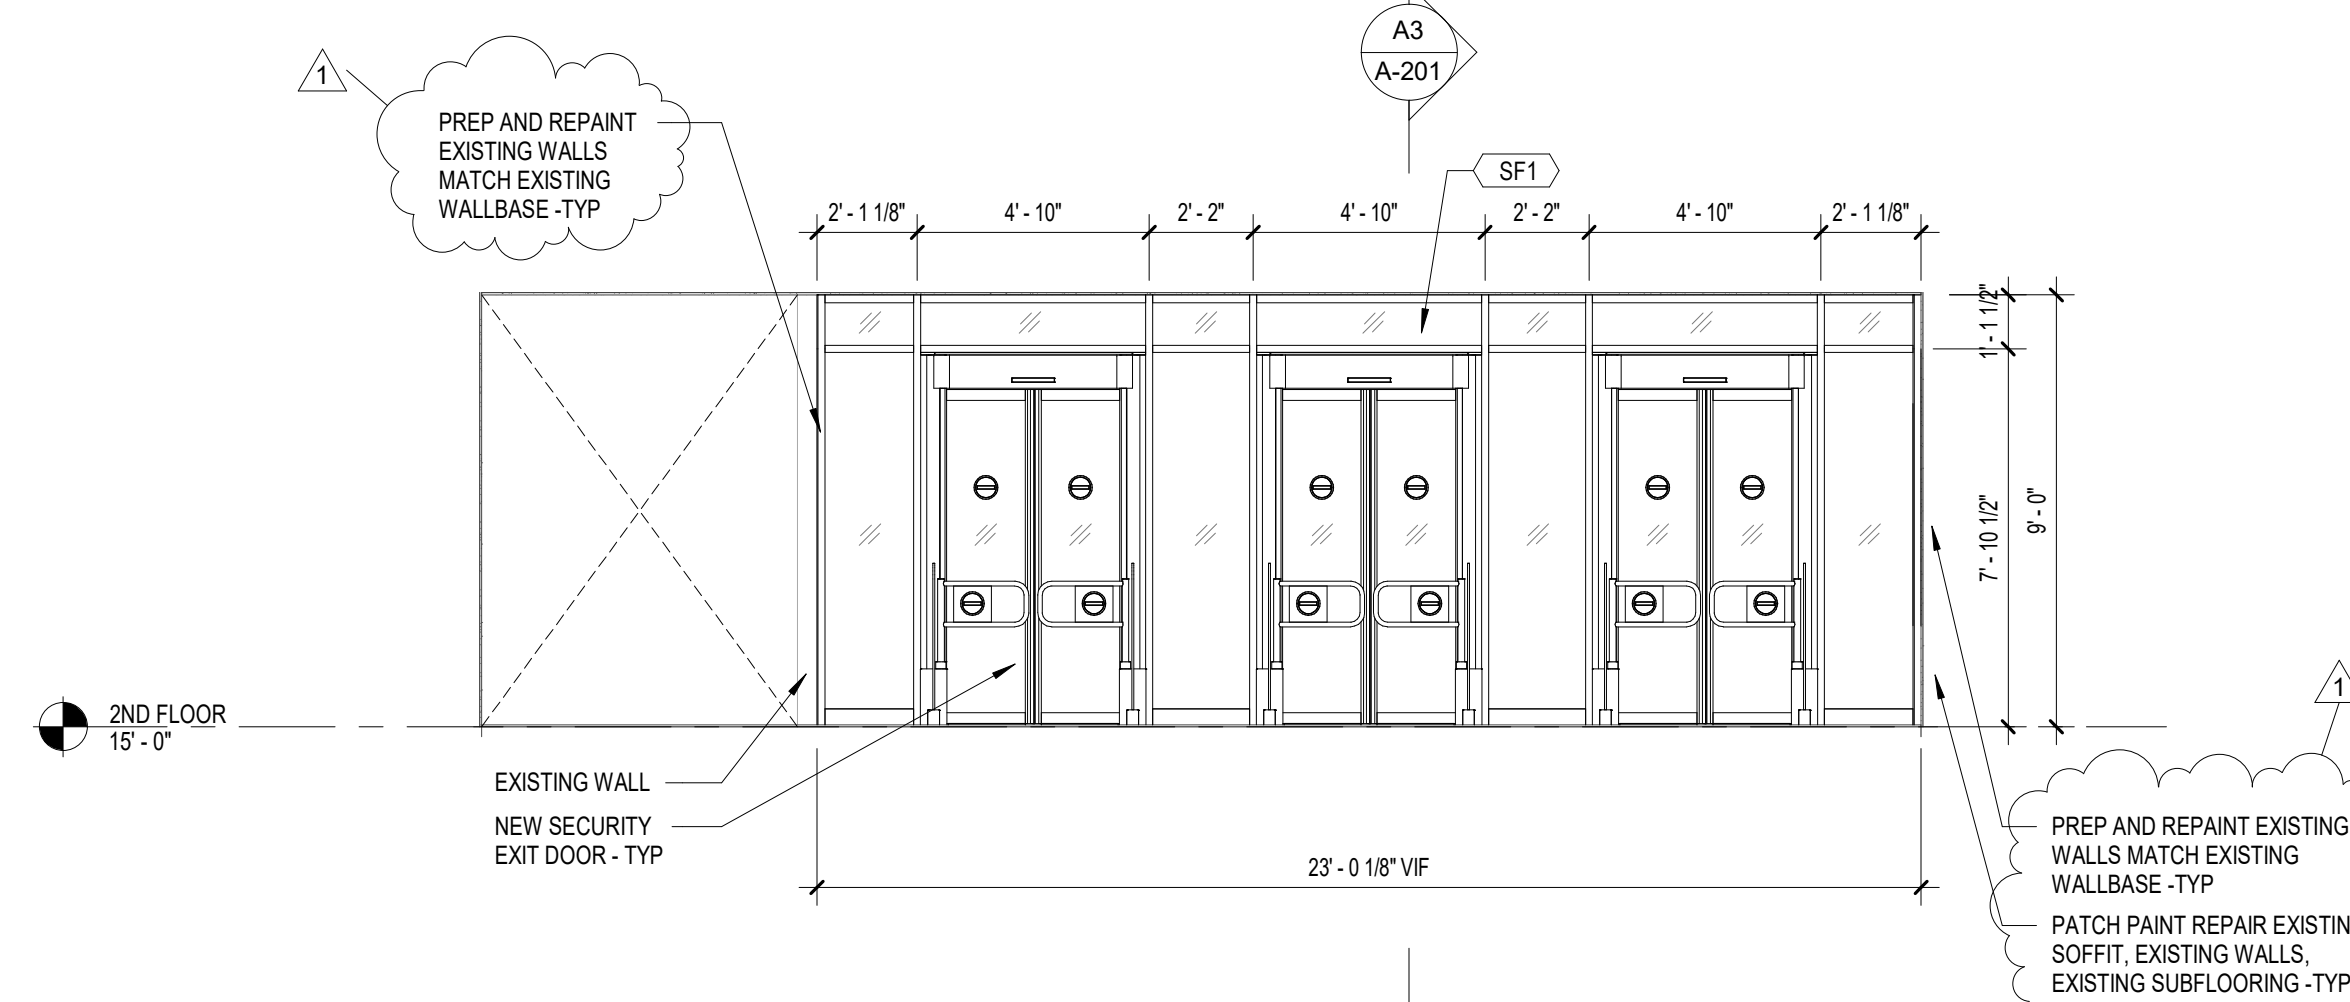 A3
A-201
1
PREP AND REPAINT
EXISTING WALLS
MATCH EXISTING
WALLBASE -TYP
SF1
2' - 1 1/8" 4' - 10" 2' - 2" 4' - 10" 2' - 2" 4' - 10" 2' - 1 1/8"
1' - 1 1/2"
7' - 10 1/2"
9' - 0"
2ND FLOOR
15' - 0"
EXISTING WALL
NEW SECURITY
EXIT DOOR - TYP
23' - 0 1/8" VIF
1
PREP AND REPAINT EXISTING
WALLS MATCH EXISTING
WALLBASE -TYP
PATCH PAINT REPAIR EXISTIN
SOFFIT, EXISTING WALLS,
EXISTING SUBFLOORING -TYP